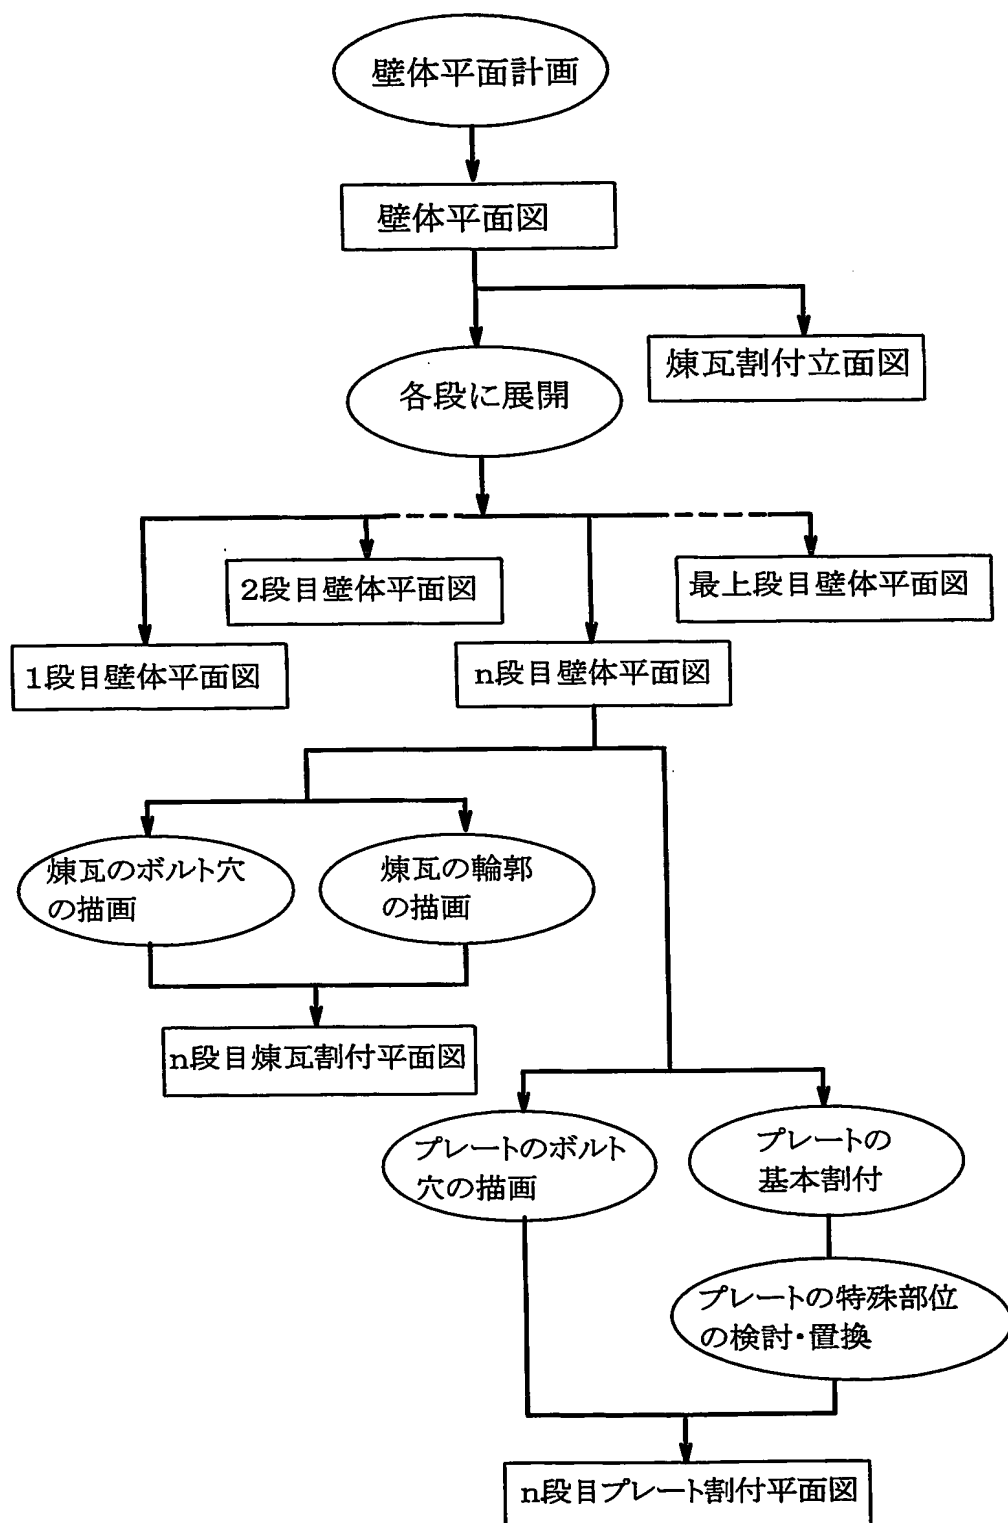 壁体平面計画
壁体平面図
煉瓦割付立面図
各段に展開
2段目壁体平面図
最上段目壁体平面図
1段目壁体平面図
n段目壁体平面図
煉瓦のボルト穴
の描画
煉瓦の輪郭
の描画
n段目煉瓦割付平面図
プレートのボルト
穴の描画
プレートの
基本割付
プレートの特殊部位
の検討・置換
n段目プレート割付平面図